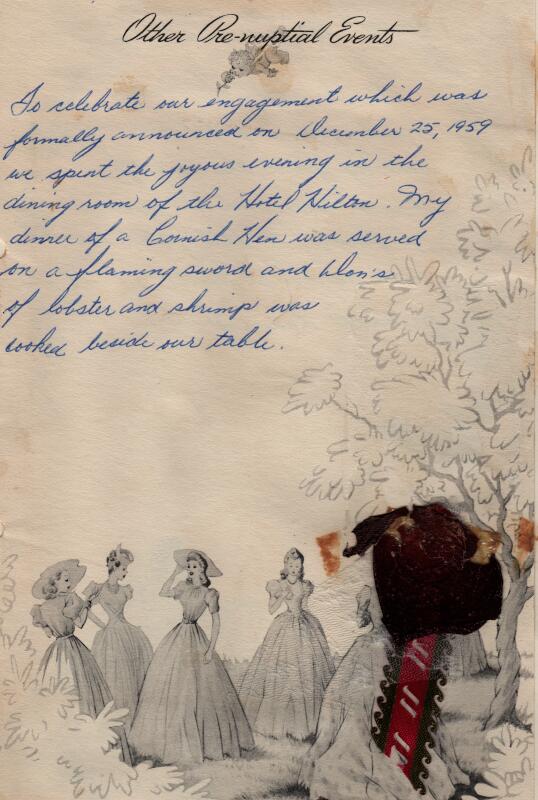 Other Pre-nuptial Events
To celebrate our engagement which was
formally announced on December 25, 1959
we spent the joyous evening in the
dining room of the Hotel Hilton. My
dinner of a Cornish Hen was served
on a flaming sword and Don's
of lobster and shrimp was
cooked beside our table.